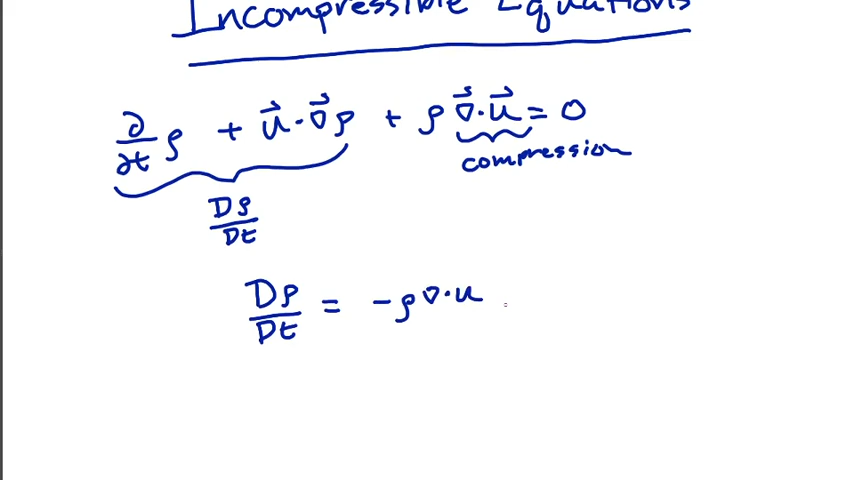 Incompressible Equations
∂/∂t ρ + u⃗ · ∇⃗ρ + ρ ∇⃗ · u⃗ = 0
compression
Dρ/Dt
Dρ/Dt = -ρ∇·u